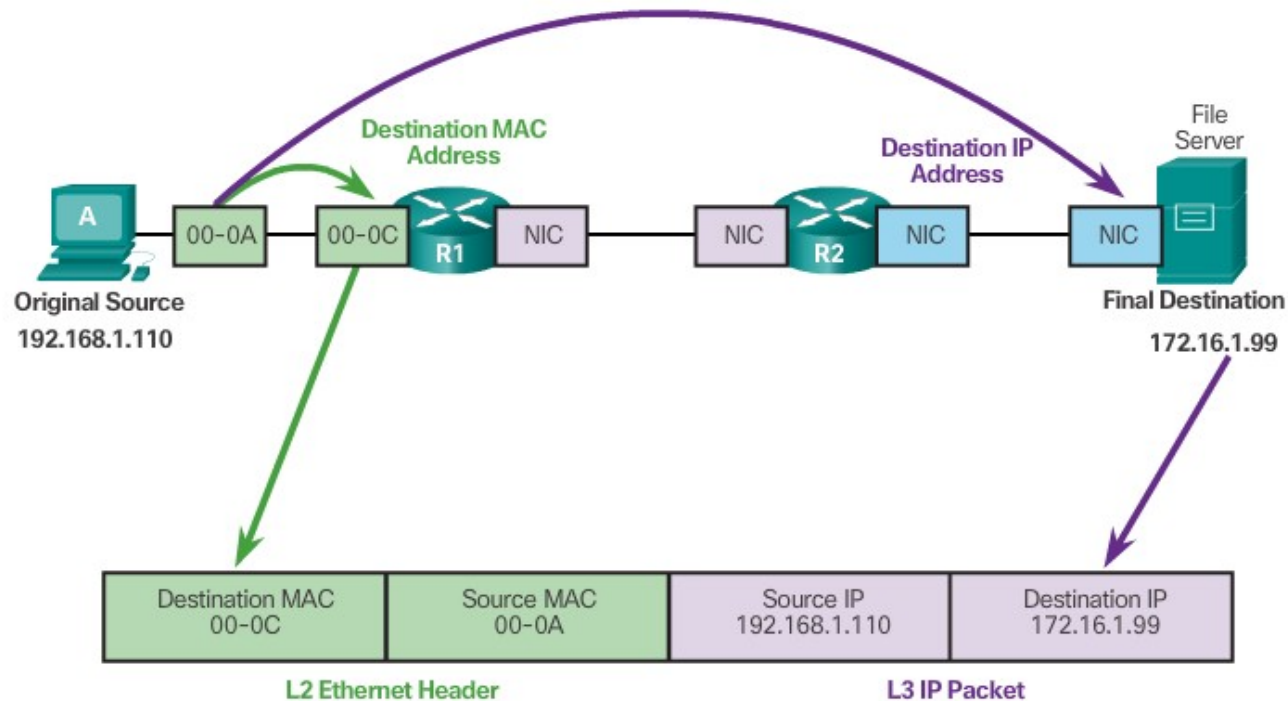 Destination MAC
Address
Destination IP
Address
File
Server
A
00-0A
00-0C
R1
NIC
NIC
R2
NIC
NIC
Original Source
192.168.1.110
Final Destination
172.16.1.99
Destination MAC
00-0C
Source MAC
00-0A
Source IP
192.168.1.110
Destination IP
172.16.1.99
L2 Ethernet Header
L3 IP Packet